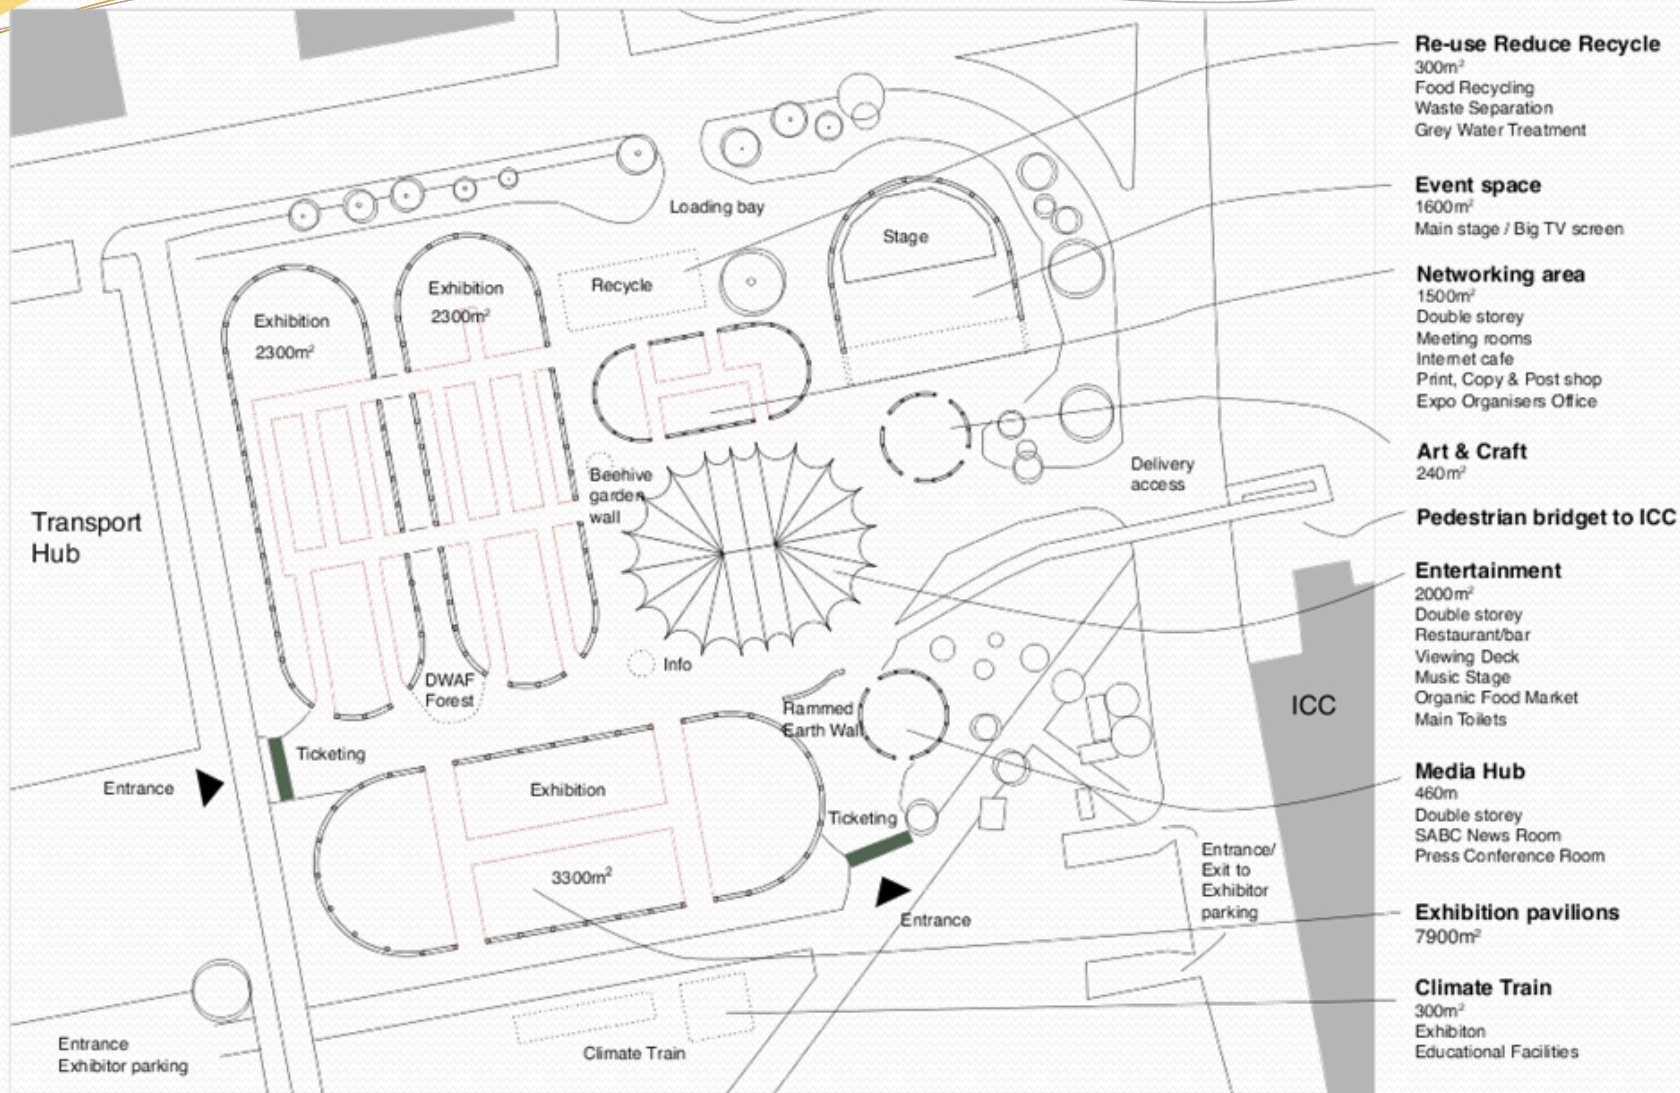 Re-use Reduce Recycle
300m²
Food Recycling
Waste Separation
Grey Water Treatment
Event space
1600m²
Main stage / Big TV screen
Networking area
1500m²
Double storey
Meeting rooms
Internet cafe
Print, Copy & Post shop
Expo Organisers Office
Art & Craft
240m²
Pedestrian bridget to ICC
Entertainment
2000m²
Double storey
Restaurant/bar
Viewing Deck
Music Stage
Organic Food Market
Main Toilets
Media Hub
460m
Double storey
SABC News Room
Press Conference Room
Exhibition pavilions
7900m²
Climate Train
300m²
Exhibiton
Educational Facilities
Loading bay
Stage
Recycle
Exhibition
2300m²
Exhibition
2300m²
Beehive
garden
wall
Delivery
access
Transport
Hub
Info
DWAF
Forest
Rammed
Earth Wall
ICC
Ticketing
Entrance
Exhibition
3300m²
Ticketing
Entrance
Entrance/
Exit to
Exhibitor
parking
Entrance
Exhibitor parking
Climate Train